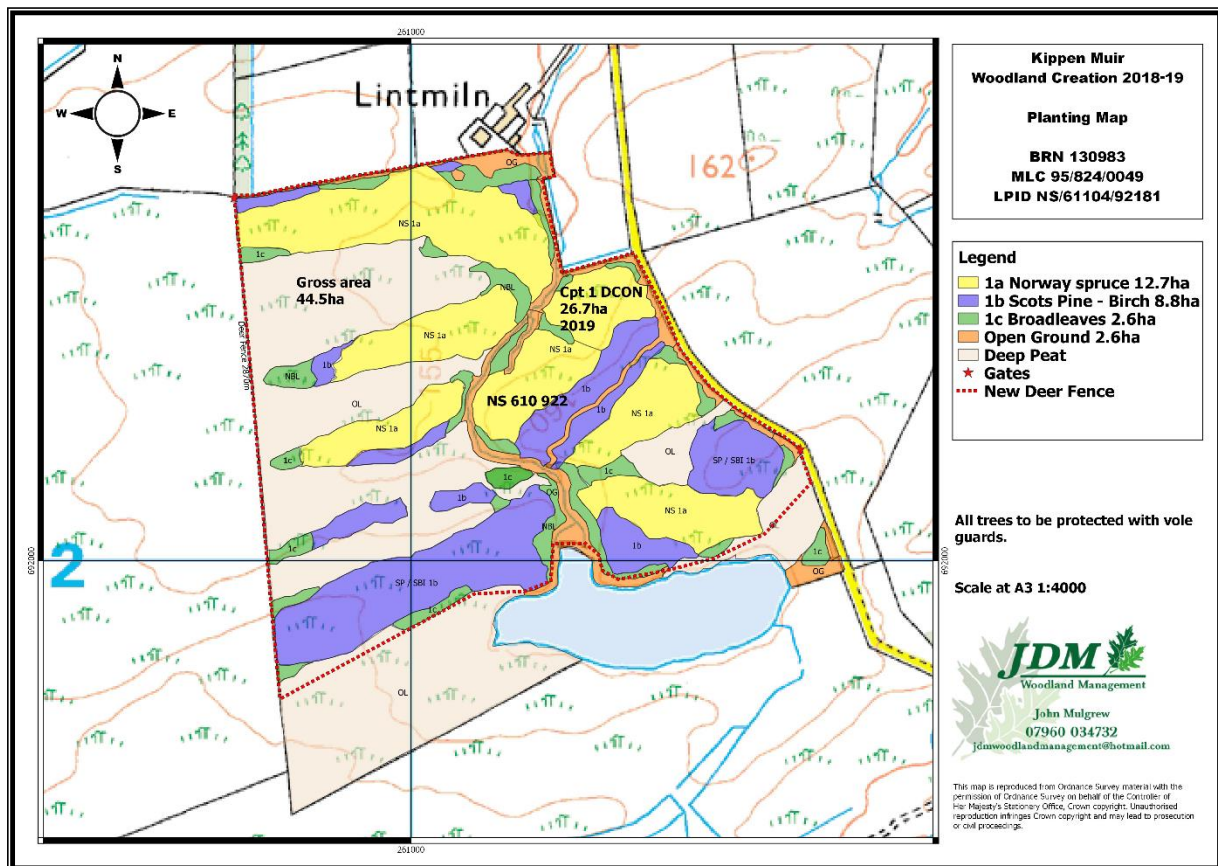 261000
N
W
E
S
Lintmiln
OG
162
NS 1a
1c
Gross area
44.5ha
NBL
Cpt 1 DCON
26.7ha
2019
NS 1a
NS 1a
1b
NBL
155
Deer Fence 2870m
OL
NS 610 922
1b
1b
NS 1a
NS 1a
OL
SP / SBI 1b
1c
1c
1c
1b
OG
NS 1a
NBL
1b
1c
1c
692000
2
692000
SP / SBI 1b
OG
1c
OL
261000
Kippen Muir
Woodland Creation 2018-19
Planting Map
BRN 130983
MLC 95/824/0049
LPID NS/61104/92181
Legend
1a Norway spruce 12.7ha
1b Scots Pine - Birch 8.8ha
1c Broadleaves 2.6ha
Open Ground 2.6ha
Deep Peat
Gates
New Deer Fence
All trees to be protected with vole
guards.
Scale at A3 1:4000
JDM
Woodland Management
John Mulgrew
07960 034732
jdmwoodlandmanagement@hotmail.com
This map is reproduced from Ordnance Survey material with the
permission of Ordnance Survey on behalf of the Controller of
Her Majesty's Stationery Office, Crown copyright. Unauthorised
reproduction infringes Crown copyright and may lead to prosecution
or civil proceedings.